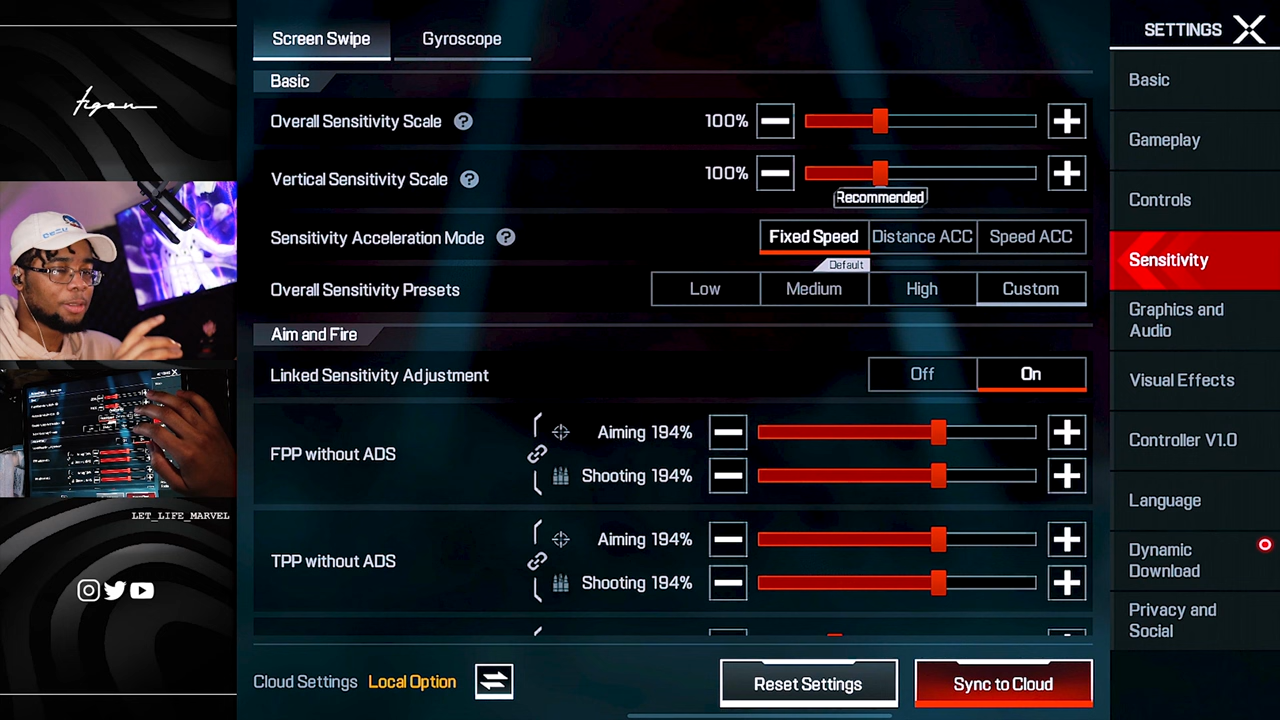 Screen Swipe
Gyroscope
SETTINGS
Basic
Overall Sensitivity Scale ?
100%
Vertical Sensitivity Scale ?
100%
Recommended
Sensitivity Acceleration Mode ?
Fixed Speed
Distance ACC
Speed ACC
Default
Overall Sensitivity Presets
Low
Medium
High
Custom
Aim and Fire
Linked Sensitivity Adjustment
Off
On
FPP without ADS
Aiming 194%
Shooting 194%
TPP without ADS
Aiming 194%
Shooting 194%
Cloud Settings Local Option
Reset Settings
Sync to Cloud
Basic
Gameplay
Controls
Sensitivity
Graphics and
Audio
Visual Effects
Controller V1.0
Language
Dynamic
Download
Privacy and
Social
LET_LIFE_MARVEL